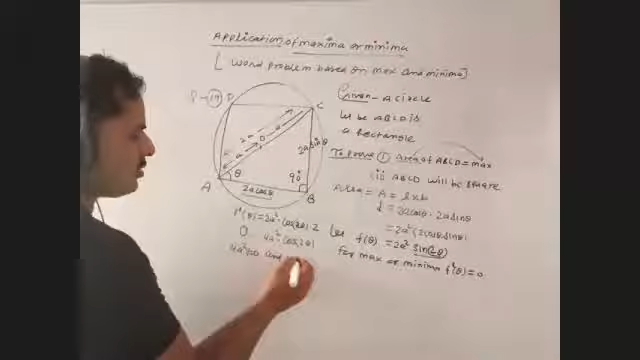 Application of maxima or minima
[ word problem based on max and minima]
P-(19)
Given - A circle
let be ABCD is
a Rectangle
To prove (i) area of ABCD = max
(ii) ABCD will be square
D
C
2a sinθ
O
a
a
θ
90°
A
B
2a cosθ
Area = A = l x b
= 2a cosθ · 2a sinθ
= 2a² (2 cosθ · sinθ)
Let f(θ) = 2a² sin(2θ)
For max or minima f'(θ) = 0
f'(θ) = 2a² · cos2θ · 2
0 4a² · cos(2θ)
4a²≠0 and